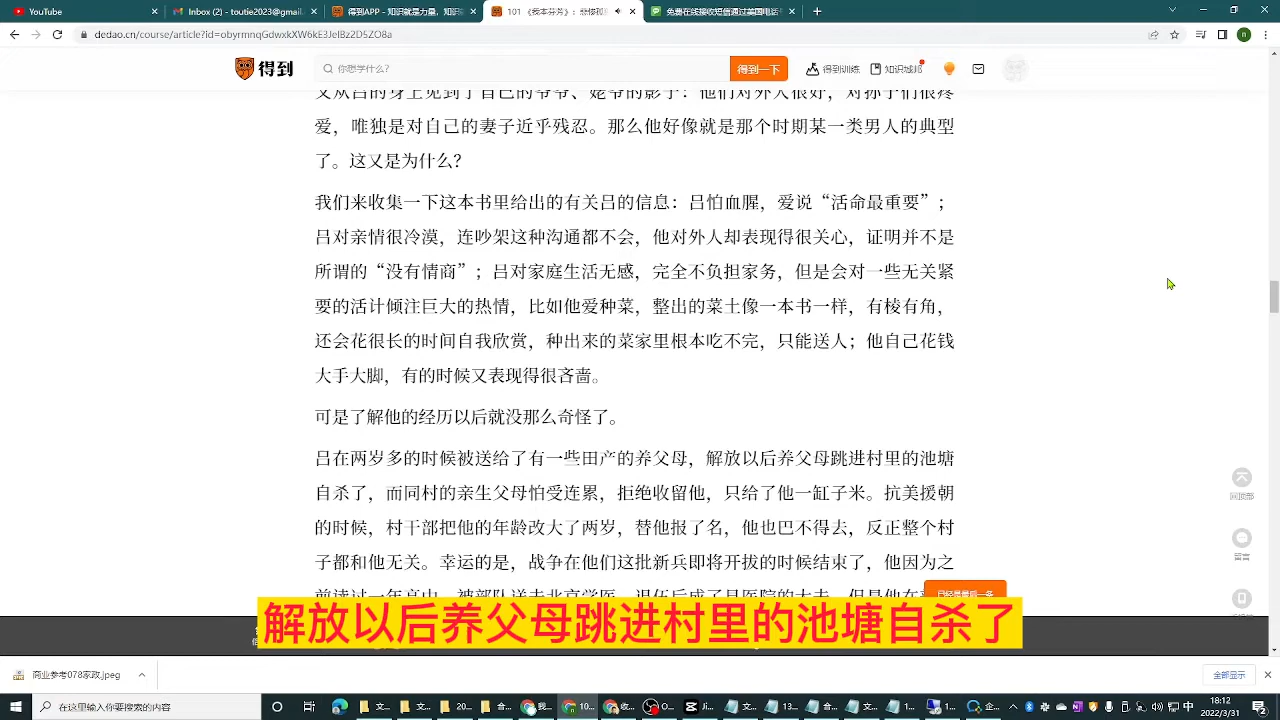 YouTube
Inbox (2) - toutie2023@gmail
得到APP - 知识就是力量，知识
101 《我本芬芳》
免费在线接收短信通过美国电话
dedao.cn/course/article?id=obyrmnqGdwxkXW6kE3JelBz2D5ZO8a
得到
你想学什么?
得到一下
得到训练
知识城邦
又从吕的身上见到了自己的爷爷、姥爷的影子：他们对外人很好，对孙子们很疼
爱，唯独是对自己的妻子近乎残忍。那么他好像就是那个时期某一类男人的典型
了。这又是为什么？
我们来收集一下这本书里给出的有关吕的信息：吕怕血腥，爱说“活命最重要”；
吕对亲情很冷漠，连吵架这种沟通都不会，他对外人却表现得很关心，证明并不是
所谓的“没有情商”；吕对家庭生活无感，完全不负担家务，但是会对一些无关紧
要的活计倾注巨大的热情，比如他爱种菜，整出的菜土像一本书一样，有棱有角，
还会花很长的时间自我欣赏，种出来的菜家里根本吃不完，只能送人；他自己花钱
大手大脚，有的时候又表现得很吝啬。
可是了解他的经历以后就没那么奇怪了。
吕在两岁多的时候被送给了有一些田产的养父母，解放以后养父母跳进村里的池塘
自杀了，而同村的亲生父母怕受连累，拒绝收留他，只给了他一缸子米。抗美援朝
的时候，村干部把他的年龄改大了两岁，替他报了名，他也巴不得去，反正整个村
子都和他无关。幸运的是，战争在他们这批新兵即将开拔的时候结束了，他因为之
回顶部
留言
解放以后养父母跳进村里的池塘自杀了
商业参考078家政.jpeg
全部显示
在这里输入你要搜索的内容
中
18:12
2022/3/31